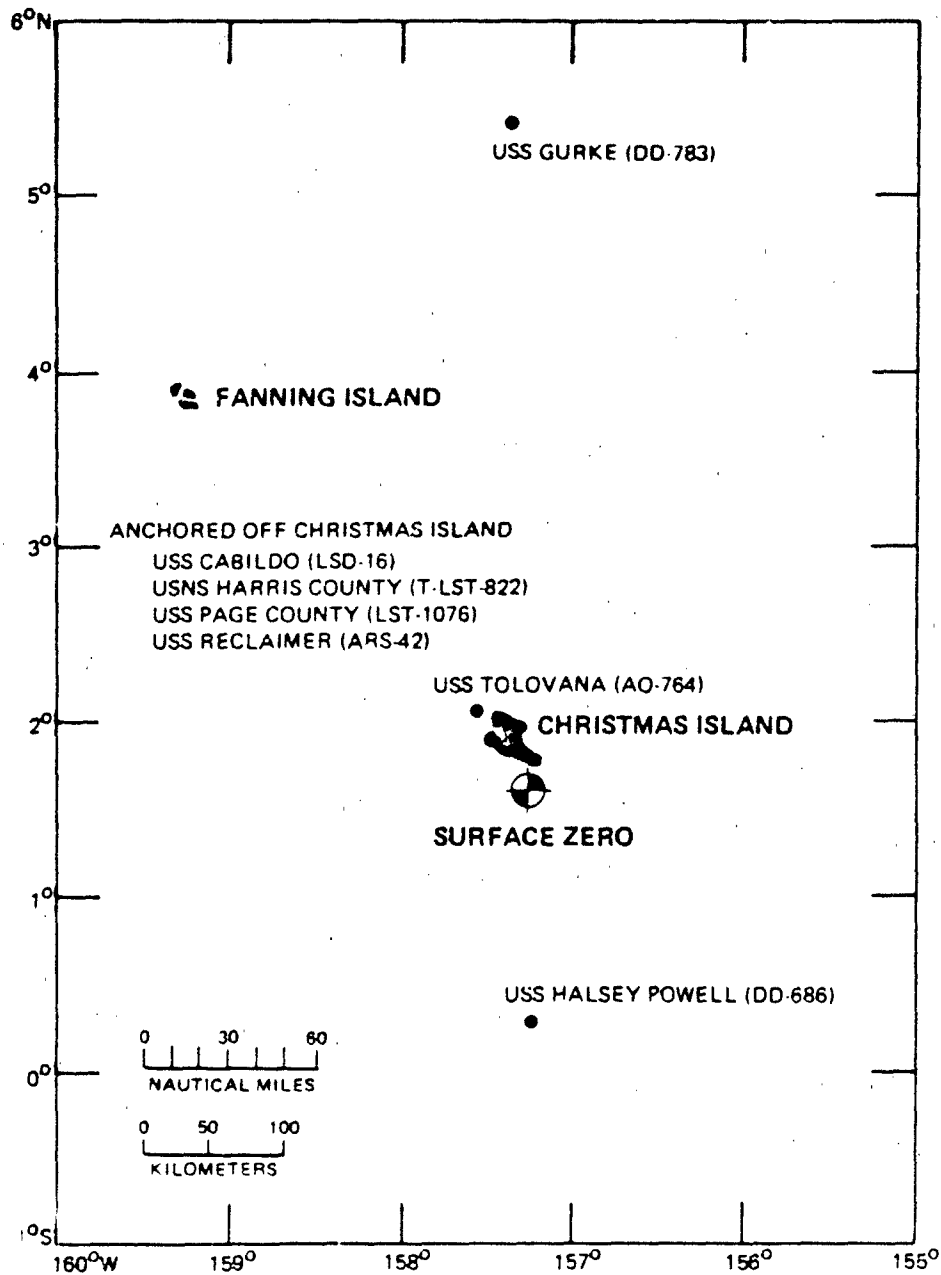 6°N
USS GURKE (DD-783)
5°
4°
FANNING ISLAND
ANCHORED OFF CHRISTMAS ISLAND
3°
USS CABILDO (LSD-16)
USNS HARRIS COUNTY (T-LST-822)
USS PAGE COUNTY (LST-1076)
USS RECLAIMER (ARS-42)
USS TOLOVANA (AO-764)
2°
CHRISTMAS ISLAND
SURFACE ZERO
1°
USS HALSEY POWELL (DD-686)
0 30 60
NAUTICAL MILES
0°
0 50 100
KILOMETERS
1°S
160°W 159° 158° 157° 156° 155°